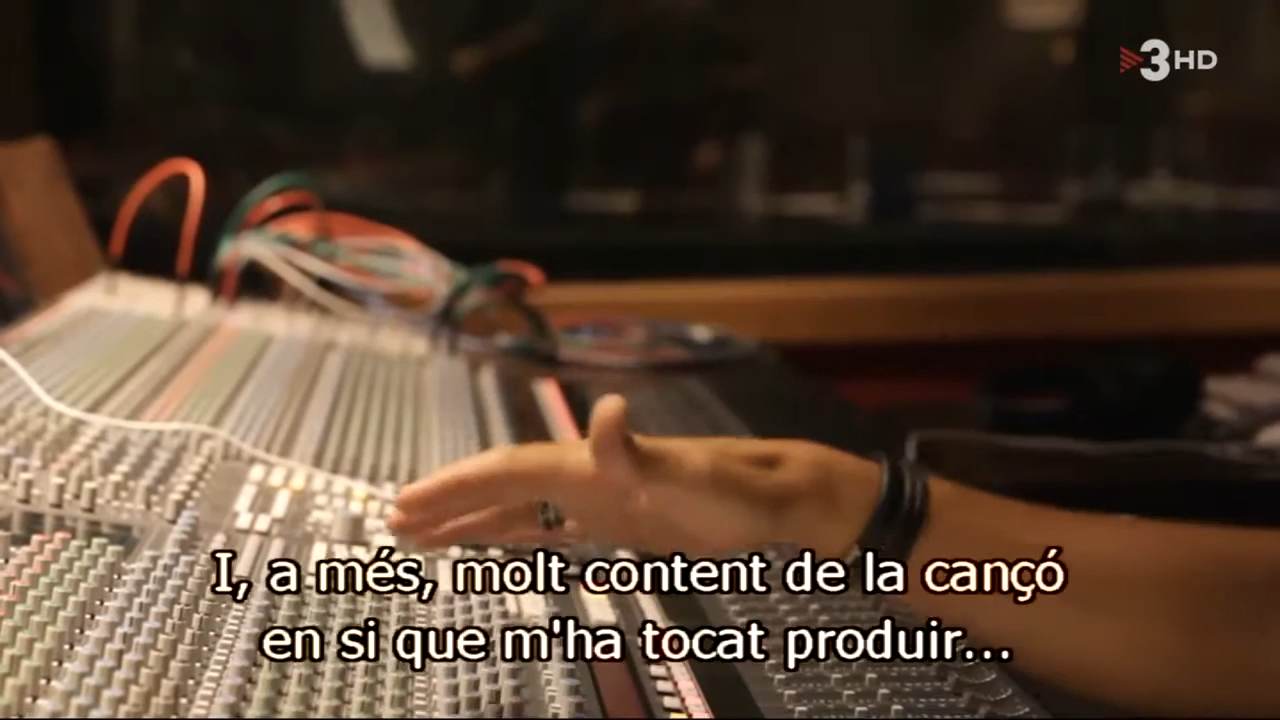 3HD
I, a més, molt content de la cançó
en si que m'ha tocat produir...